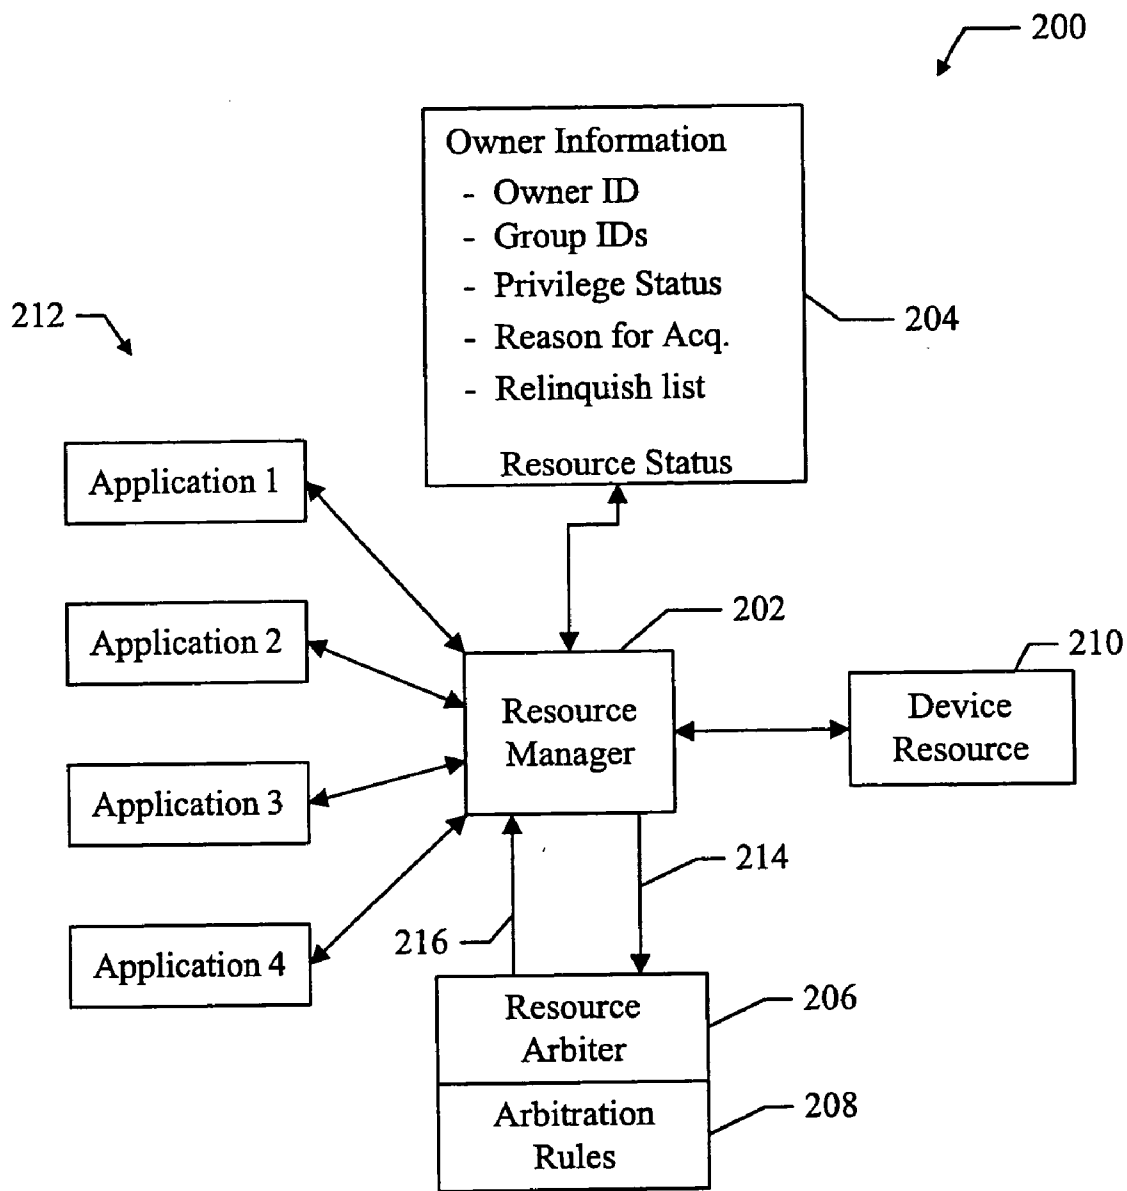 200
Owner Information
- Owner ID
- Group IDs
- Privilege Status
- Reason for Acq.
- Relinquish list
Resource Status
204
212
Application 1
Application 2
Application 3
Application 4
202
Resource
Manager
210
Device
Resource
214
216
Resource
Arbiter
206
Arbitration
Rules
208